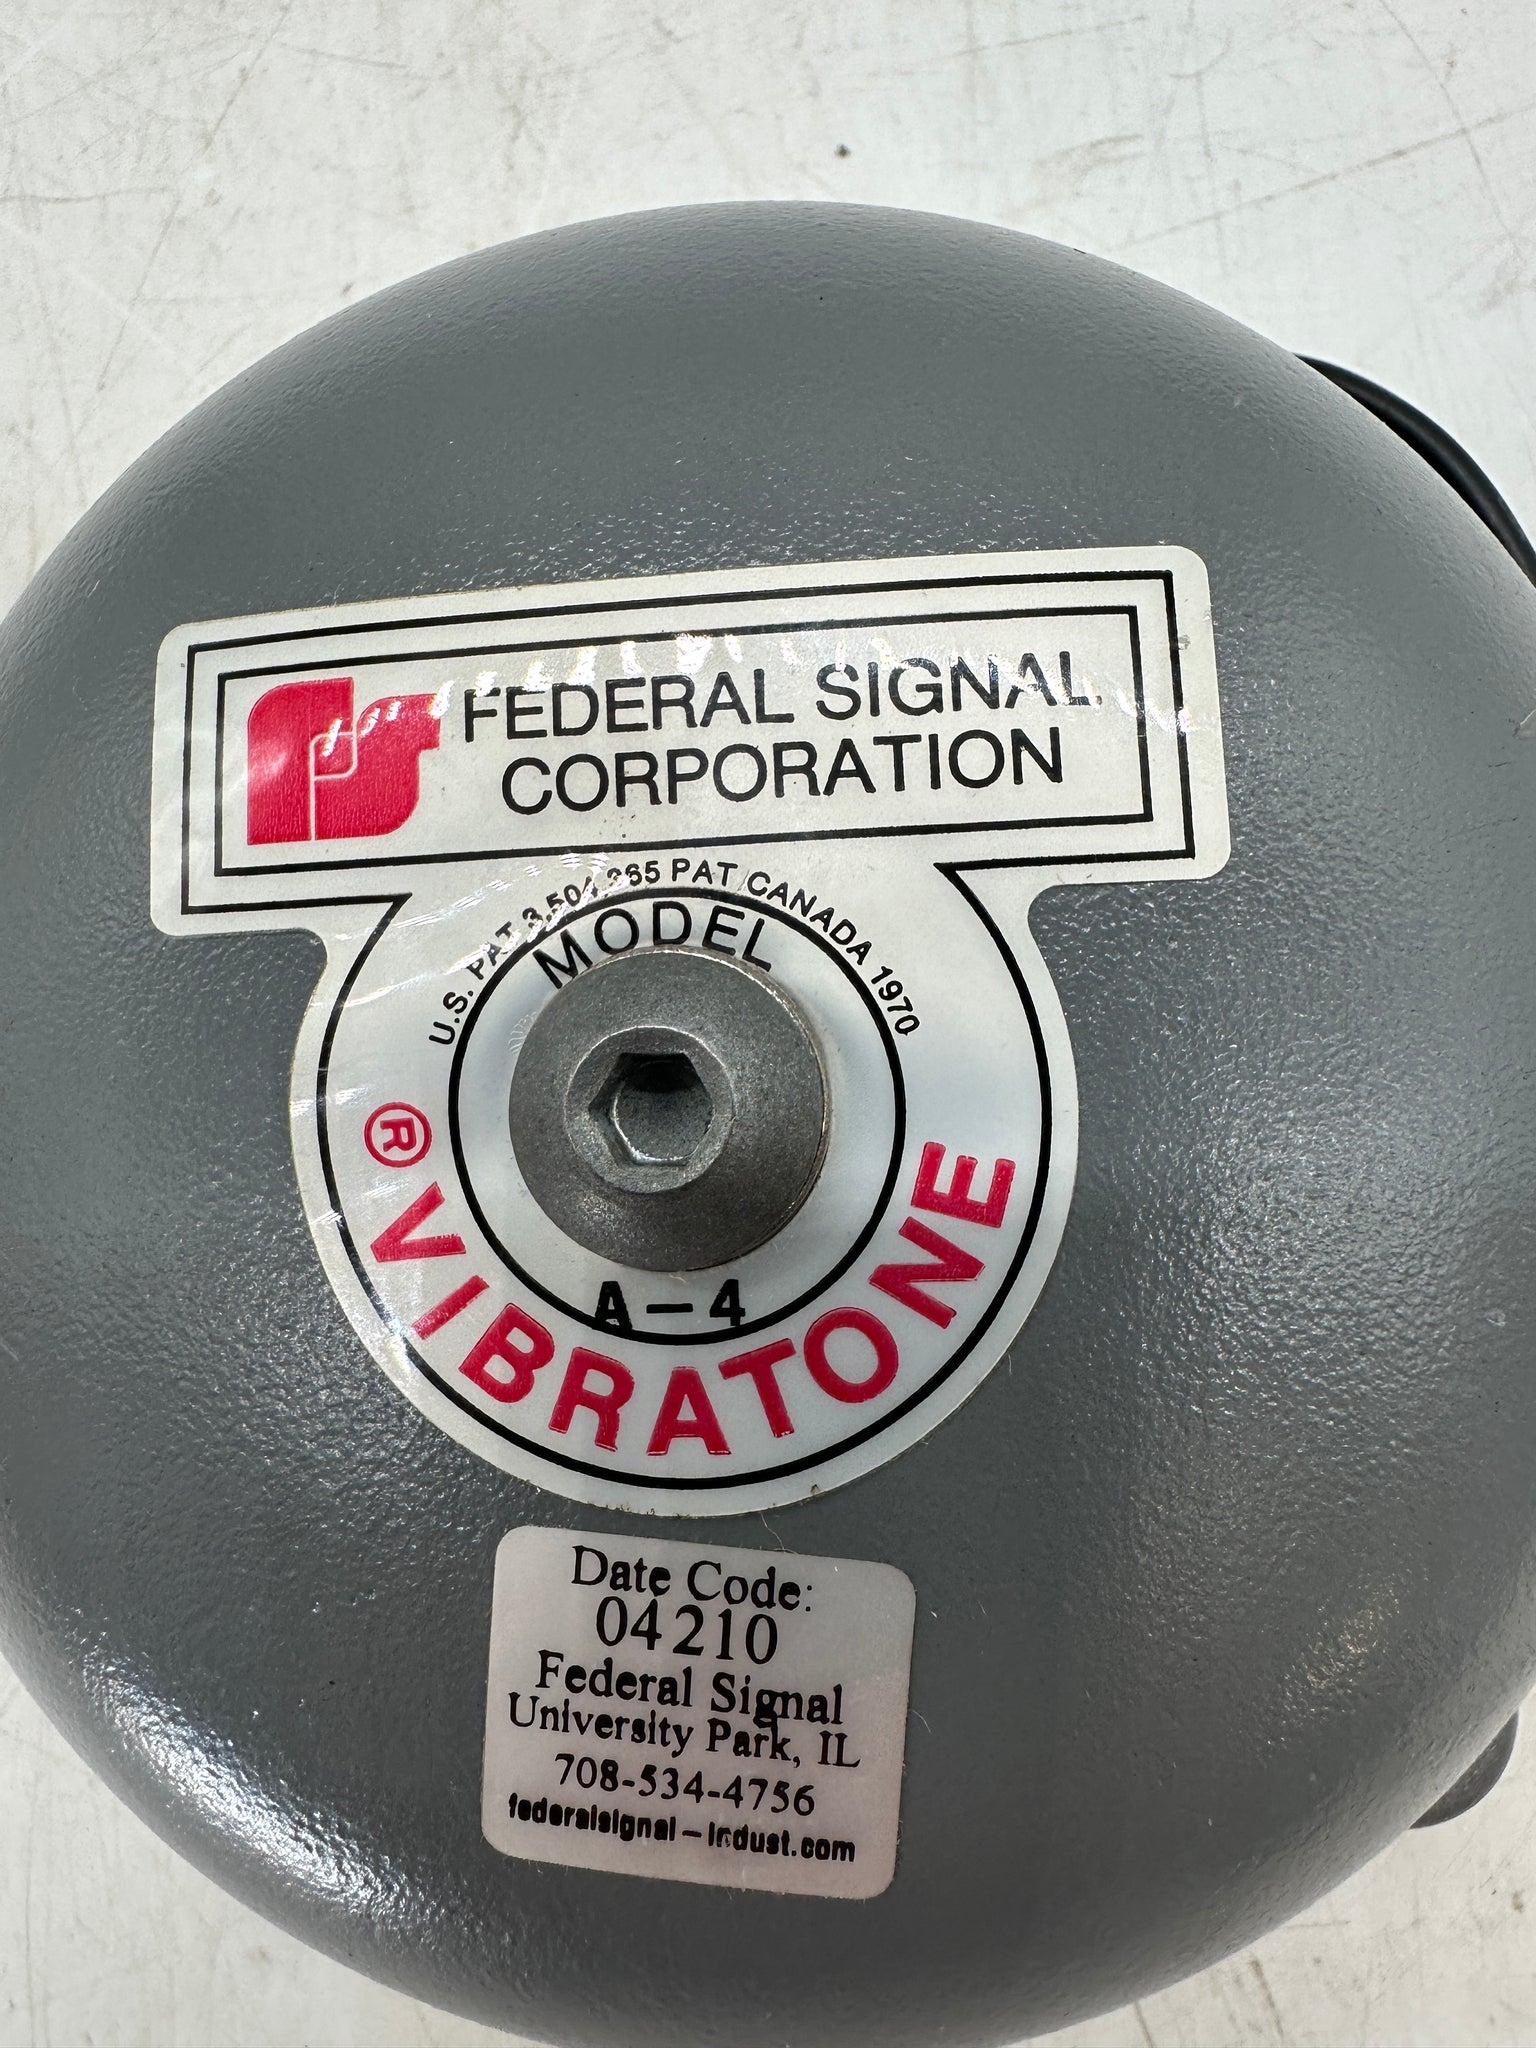 FEDERAL SIGNAL
CORPORATION
U.S. PAT 3,504,365 PAT CANADA 1970
MODEL
A-4
® VIBRATONE
Date Code:
04210
Federal Signal
University Park, IL
708-534-4756
federalsignal-indust.com